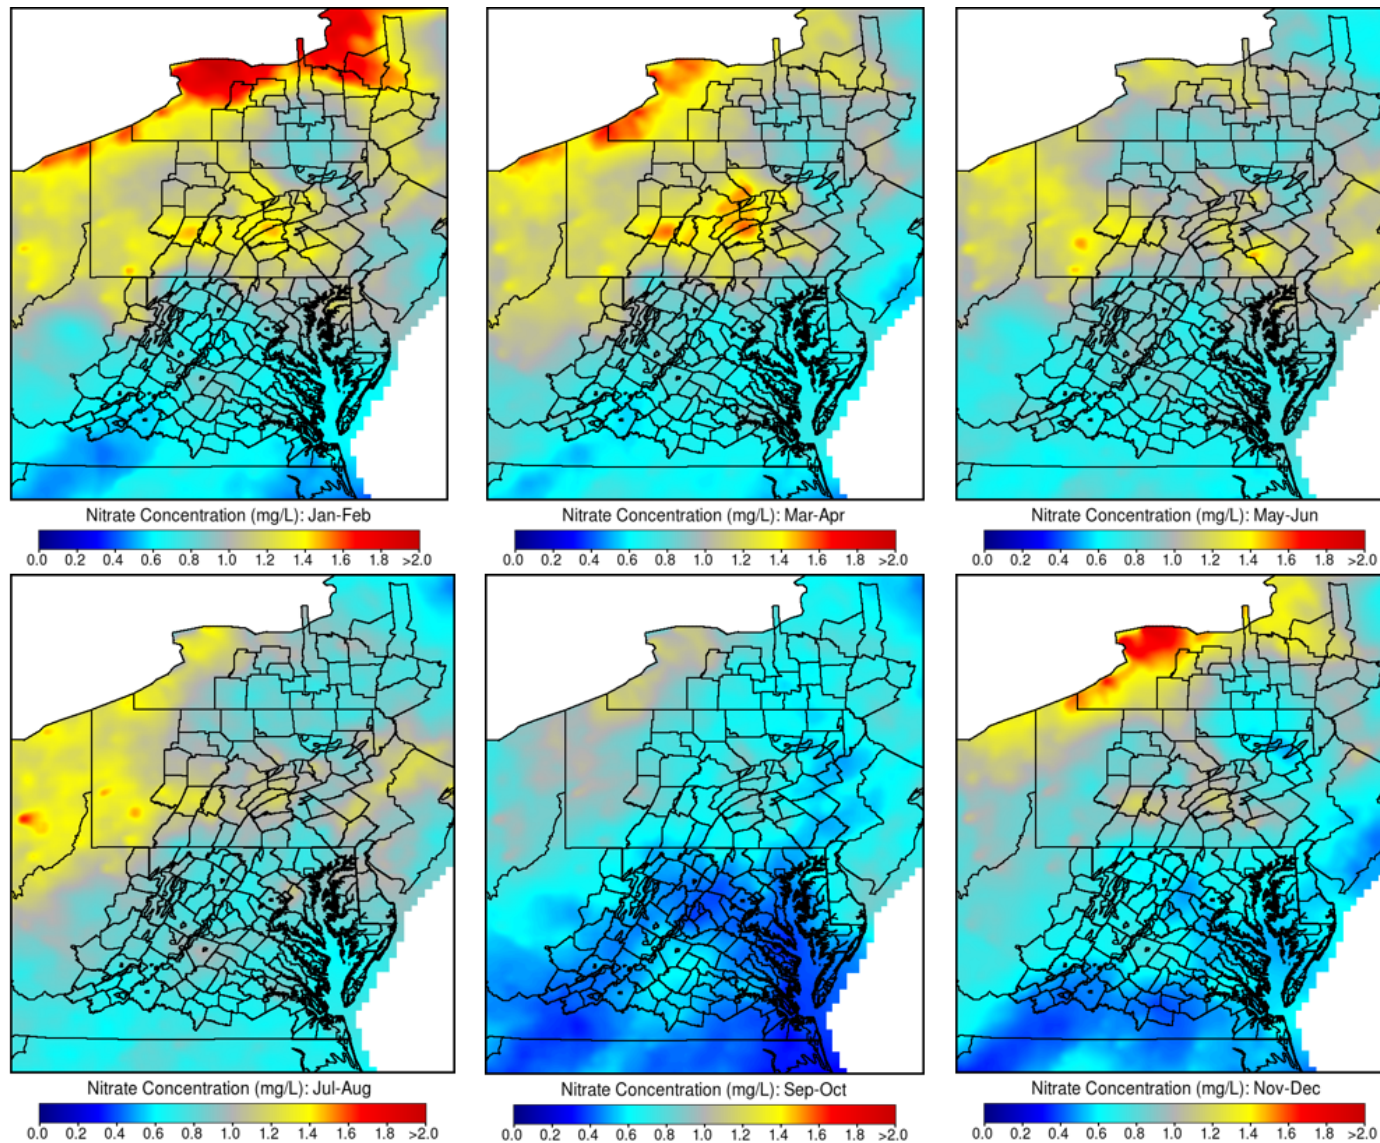 Nitrate Concentration (mg/L): Jan-Feb
0.0 0.2 0.4 0.6 0.8 1.0 1.2 1.4 1.6 1.8 >2.0
Nitrate Concentration (mg/L): Mar-Apr
0.0 0.2 0.4 0.6 0.8 1.0 1.2 1.4 1.6 1.8 >2.0
Nitrate Concentration (mg/L): May-Jun
0.0 0.2 0.4 0.6 0.8 1.0 1.2 1.4 1.6 1.8 >2.0
Nitrate Concentration (mg/L): Jul-Aug
0.0 0.2 0.4 0.6 0.8 1.0 1.2 1.4 1.6 1.8 >2.0
Nitrate Concentration (mg/L): Sep-Oct
0.0 0.2 0.4 0.6 0.8 1.0 1.2 1.4 1.6 1.8 >2.0
Nitrate Concentration (mg/L): Nov-Dec
0.0 0.2 0.4 0.6 0.8 1.0 1.2 1.4 1.6 1.8 >2.0